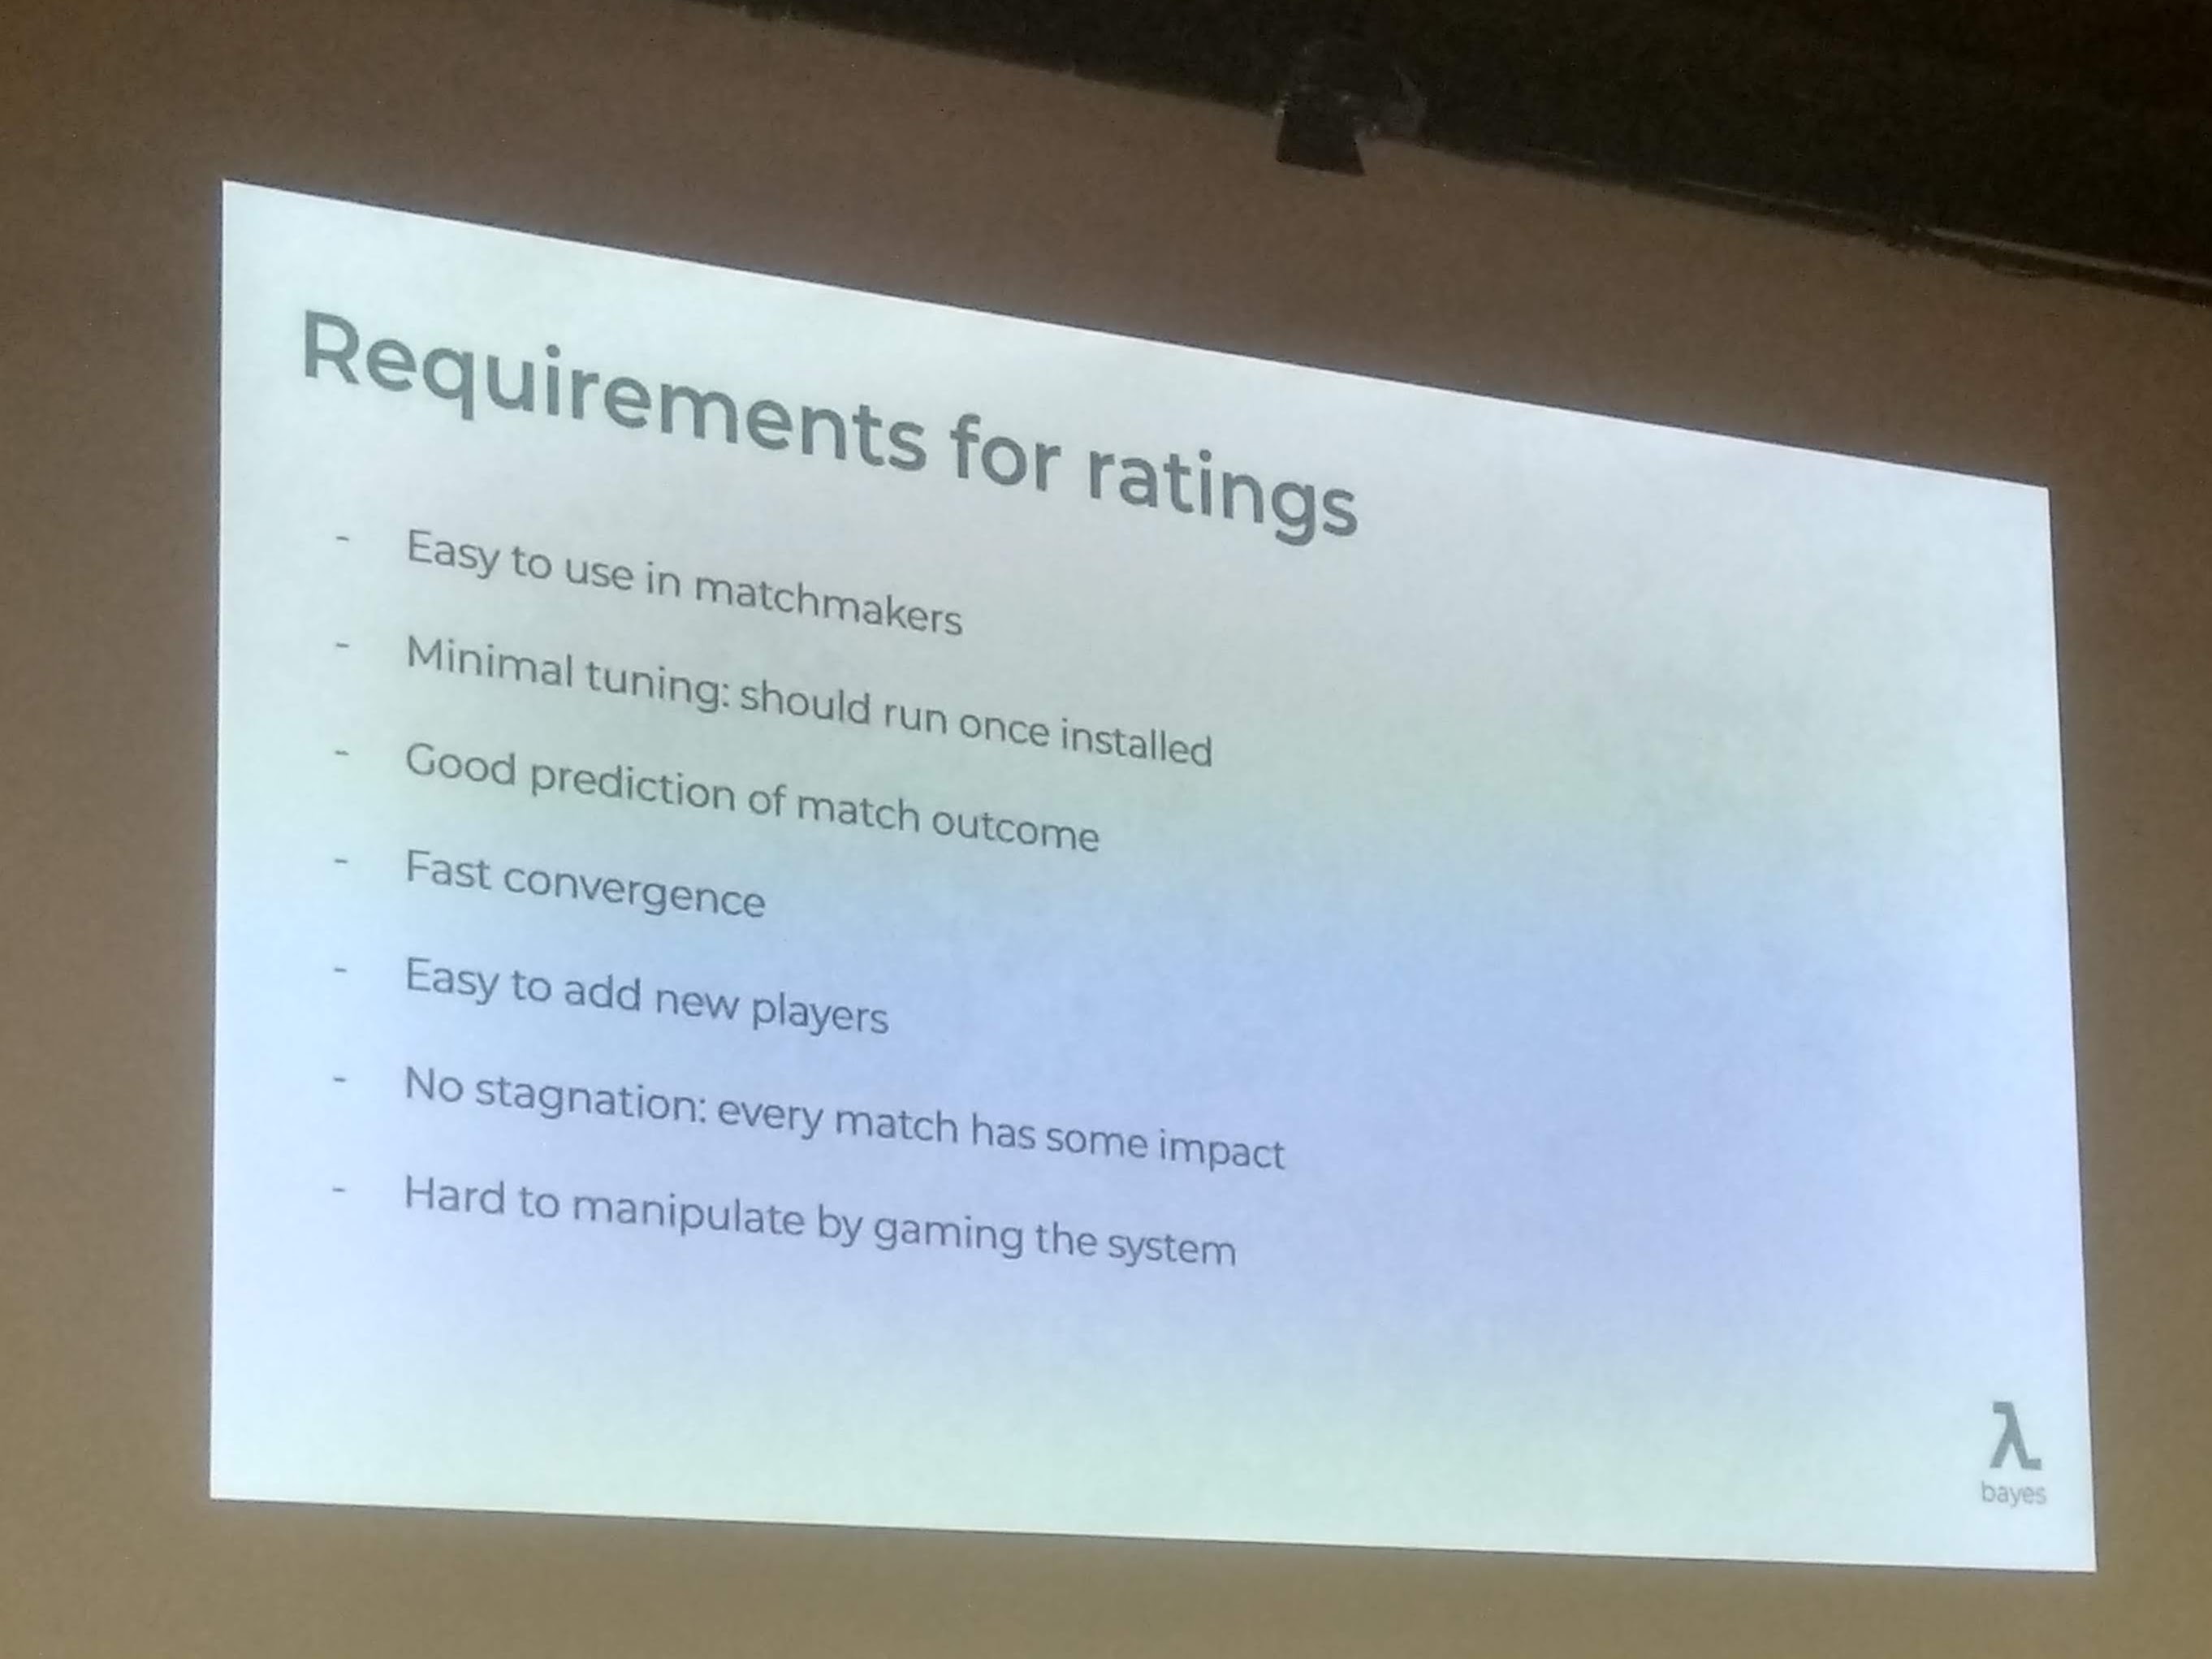 Requirements for ratings
- Easy to use in matchmakers
- Minimal tuning: should run once installed
- Good prediction of match outcome
- Fast convergence
- Easy to add new players
- No stagnation: every match has some impact
- Hard to manipulate by gaming the system
λ
bayes